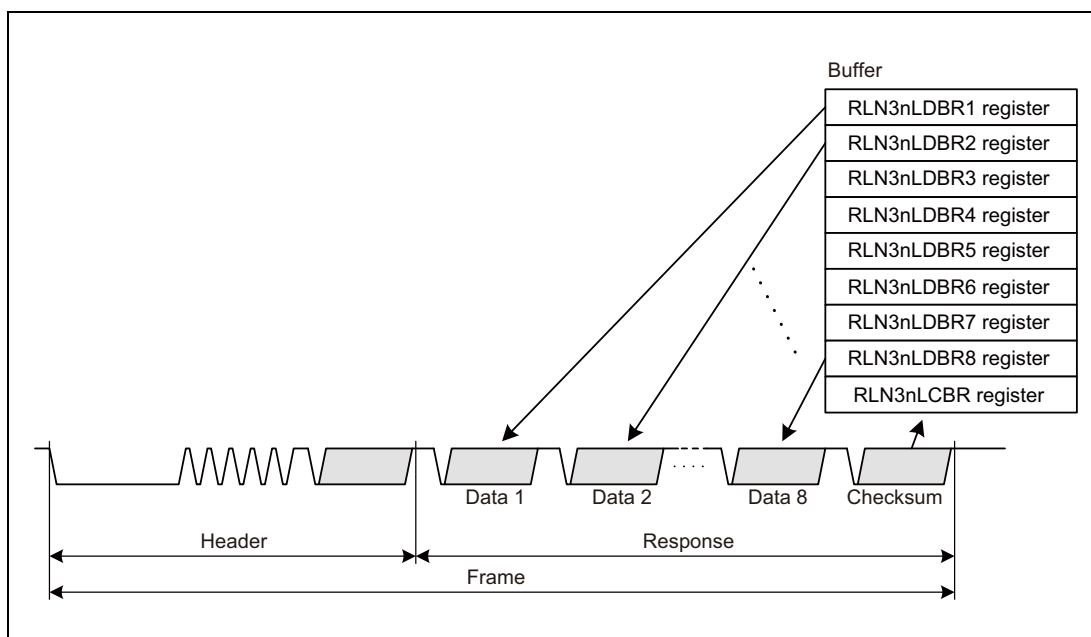 Buffer
RLN3nLDBR1 register
RLN3nLDBR2 register
RLN3nLDBR3 register
RLN3nLDBR4 register
RLN3nLDBR5 register
RLN3nLDBR6 register
RLN3nLDBR7 register
RLN3nLDBR8 register
RLN3nLCBR register
Data 1
Data 2
Data 8
Checksum
Header
Response
Frame